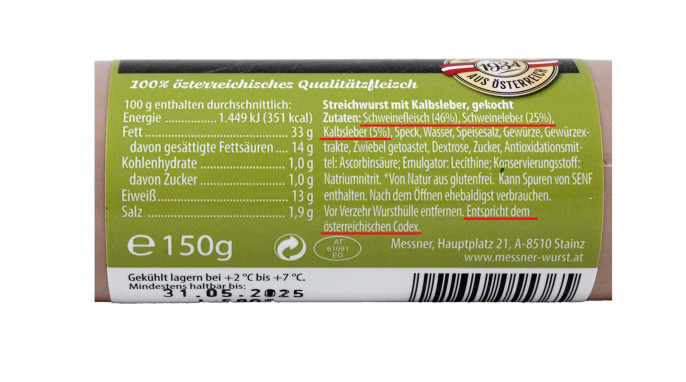 1934
AUS ÖSTERREICH
100% österreichisches Qualitätsfleisch
100 g enthalten durchschnittlich:
Energie ........................ 1.449 kJ (351 kcal)
Fett ........................ 33 g
davon gesättigte Fettsäuren .... 14 g
Kohlenhydrate ........................ 1,0 g
davon Zucker ........................ 1,0 g
Eiweiß ........................ 13 g
Salz ........................ 1,9 g
Streichwurst mit Kalbsleber, gekocht
Zutaten: Schweinefleisch (46%), Schweineleber (25%),
Kalbsleber (5%), Speck, Wasser, Speisesalz, Gewürze, Gewürzex-
trakte, Zwiebel getoastet, Dextrose, Zucker, Antioxidationsmit-
tel: Ascorbinsäure; Emulgator: Lecithine; Konservierungsstoff:
Natriumnitrit. *Von Natur aus glutenfrei. Kann Spuren von SENF
enthalten. Nach dem Öffnen ehebaldigst verbrauchen.
Vor Verzehr Wursthülle entfernen. Entspricht dem
österreichischen Codex.
Messner, Hauptplatz 21, A-8510 Stainz
www.messner-wurst.at
e 150g
AT
61981
EG
Gekühlt lagern bei +2 °C bis +7 °C.
Mindestens haltbar bis:
31.05.2025